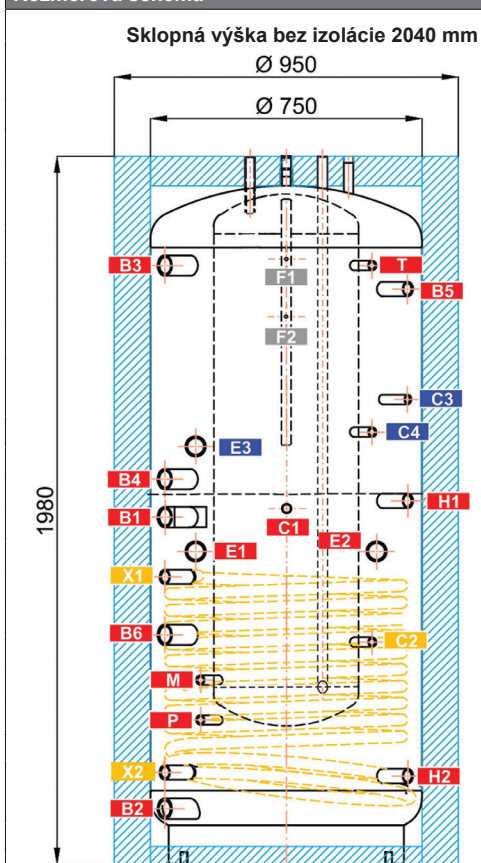 Sklopná výška bez izolácie 2040 mm
Ø 950
Ø 750
1980
B3
T
F1
B5
F2
C3
C4
E3
B4
H1
B1
C1
E1
E2
X1
B6
C2
M
P
X2
H2
B2